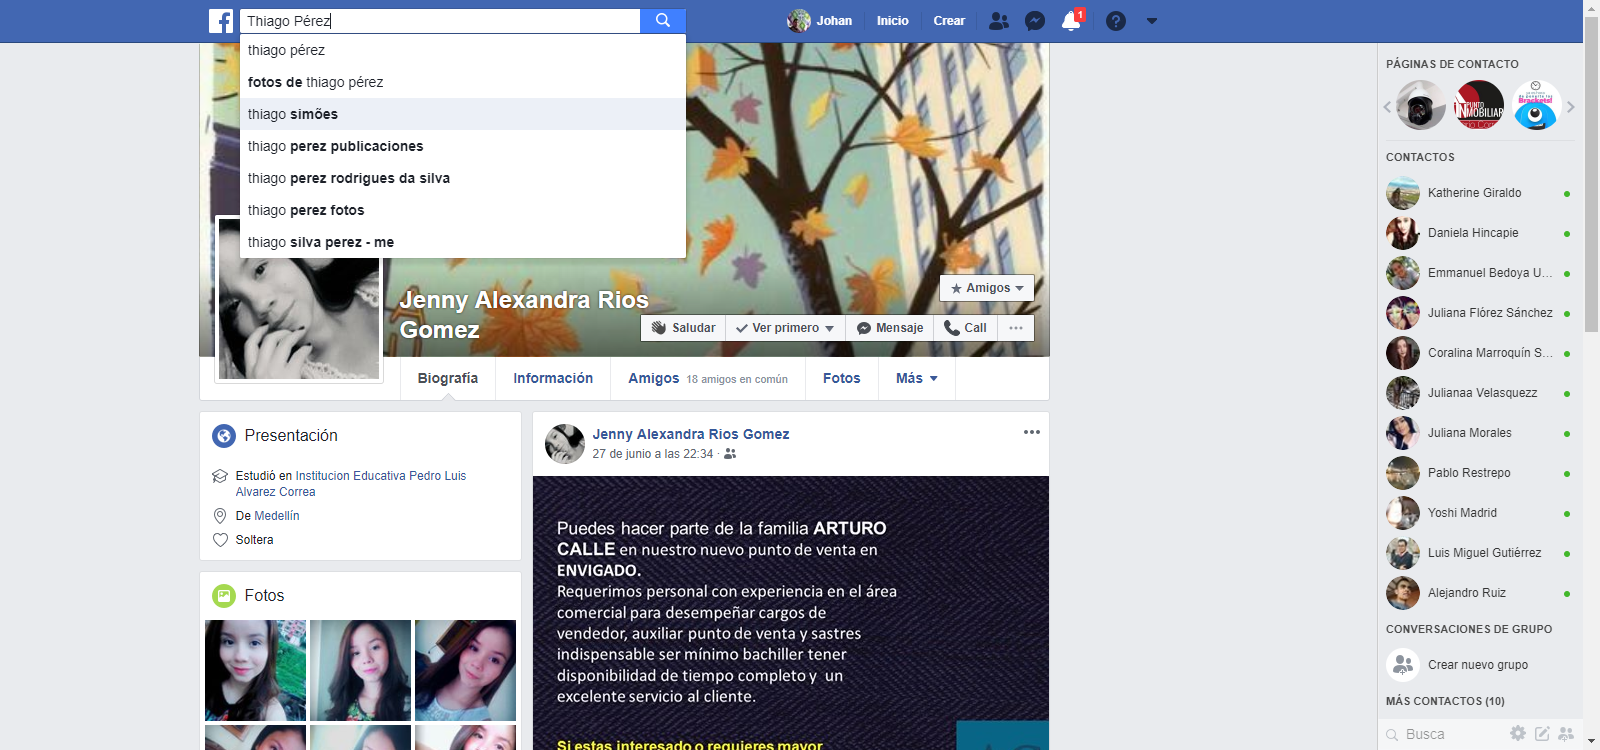 Thiago Pérez
Johan
Inicio
Crear
1
thiago pérez
fotos de thiago pérez
thiago simões
thiago perez publicaciones
thiago perez rodrigues da silva
thiago perez fotos
thiago silva perez - me
Jenny Alexandra Rios
Gomez
Amigos
Saludar
Ver primero
Mensaje
Call
Biografía
Información
Amigos 18 amigos en común
Fotos
Más
Presentación
Estudió en Institucion Educativa Pedro Luis
Alvarez Correa
De Medellín
Soltera
Fotos
Jenny Alexandra Rios Gomez
27 de junio a las 22:34 ·
Puedes hacer parte de la familia ARTURO
CALLE en nuestro nuevo punto de venta en
ENVIGADO.
Requerimos personal con experiencia en el área
comercial para desempeñar cargos de
vendedor, auxiliar punto de venta y sastres
indispensable ser mínimo bachiller tener
disponibilidad de tiempo completo y un
excelente servicio al cliente.
Si estas interesado o requieres mayor
PÁGINAS DE CONTACTO
PUNTO
INMOBILIAR
Brackets!
CONTACTOS
Katherine Giraldo
Daniela Hincapie
Emmanuel Bedoya U...
Juliana Flórez Sánchez
Coralina Marroquín S...
Julianaa Velasquezz
Juliana Morales
Pablo Restrepo
Yoshi Madrid
Luis Miguel Gutiérrez
Alejandro Ruiz
CONVERSACIONES DE GRUPO
Crear nuevo grupo
MÁS CONTACTOS (10)
Busca